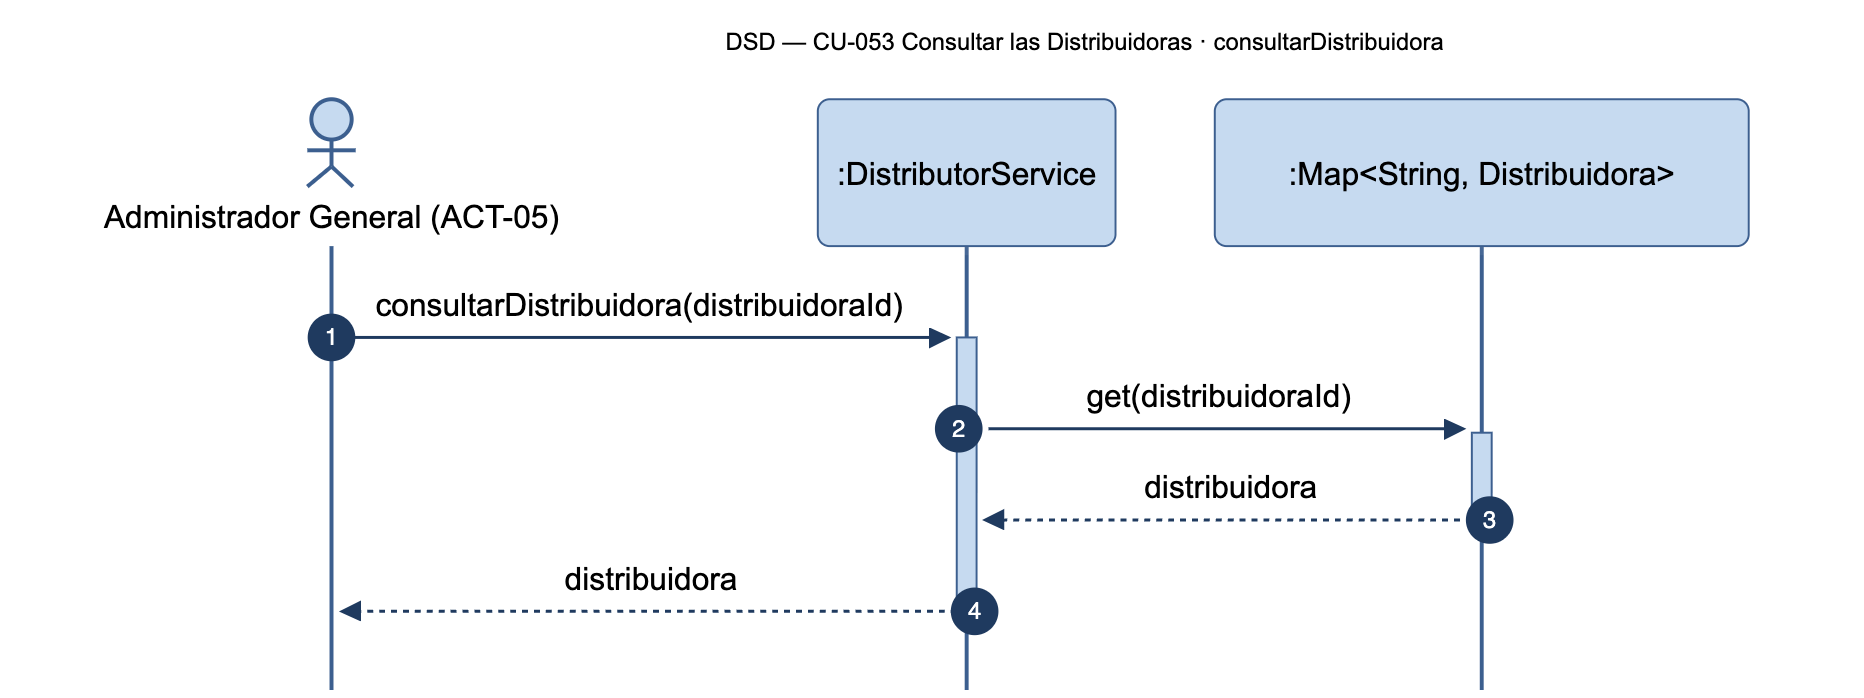 DSD — CU-053 Consultar las Distribuidoras · consultarDistribuidora
Administrador General (ACT-05)
:DistributorService
:Map<String, Distribuidora>
1
consultarDistribuidora(distribuidoraId)
2
get(distribuidoraId)
distribuidora
3
distribuidora
4